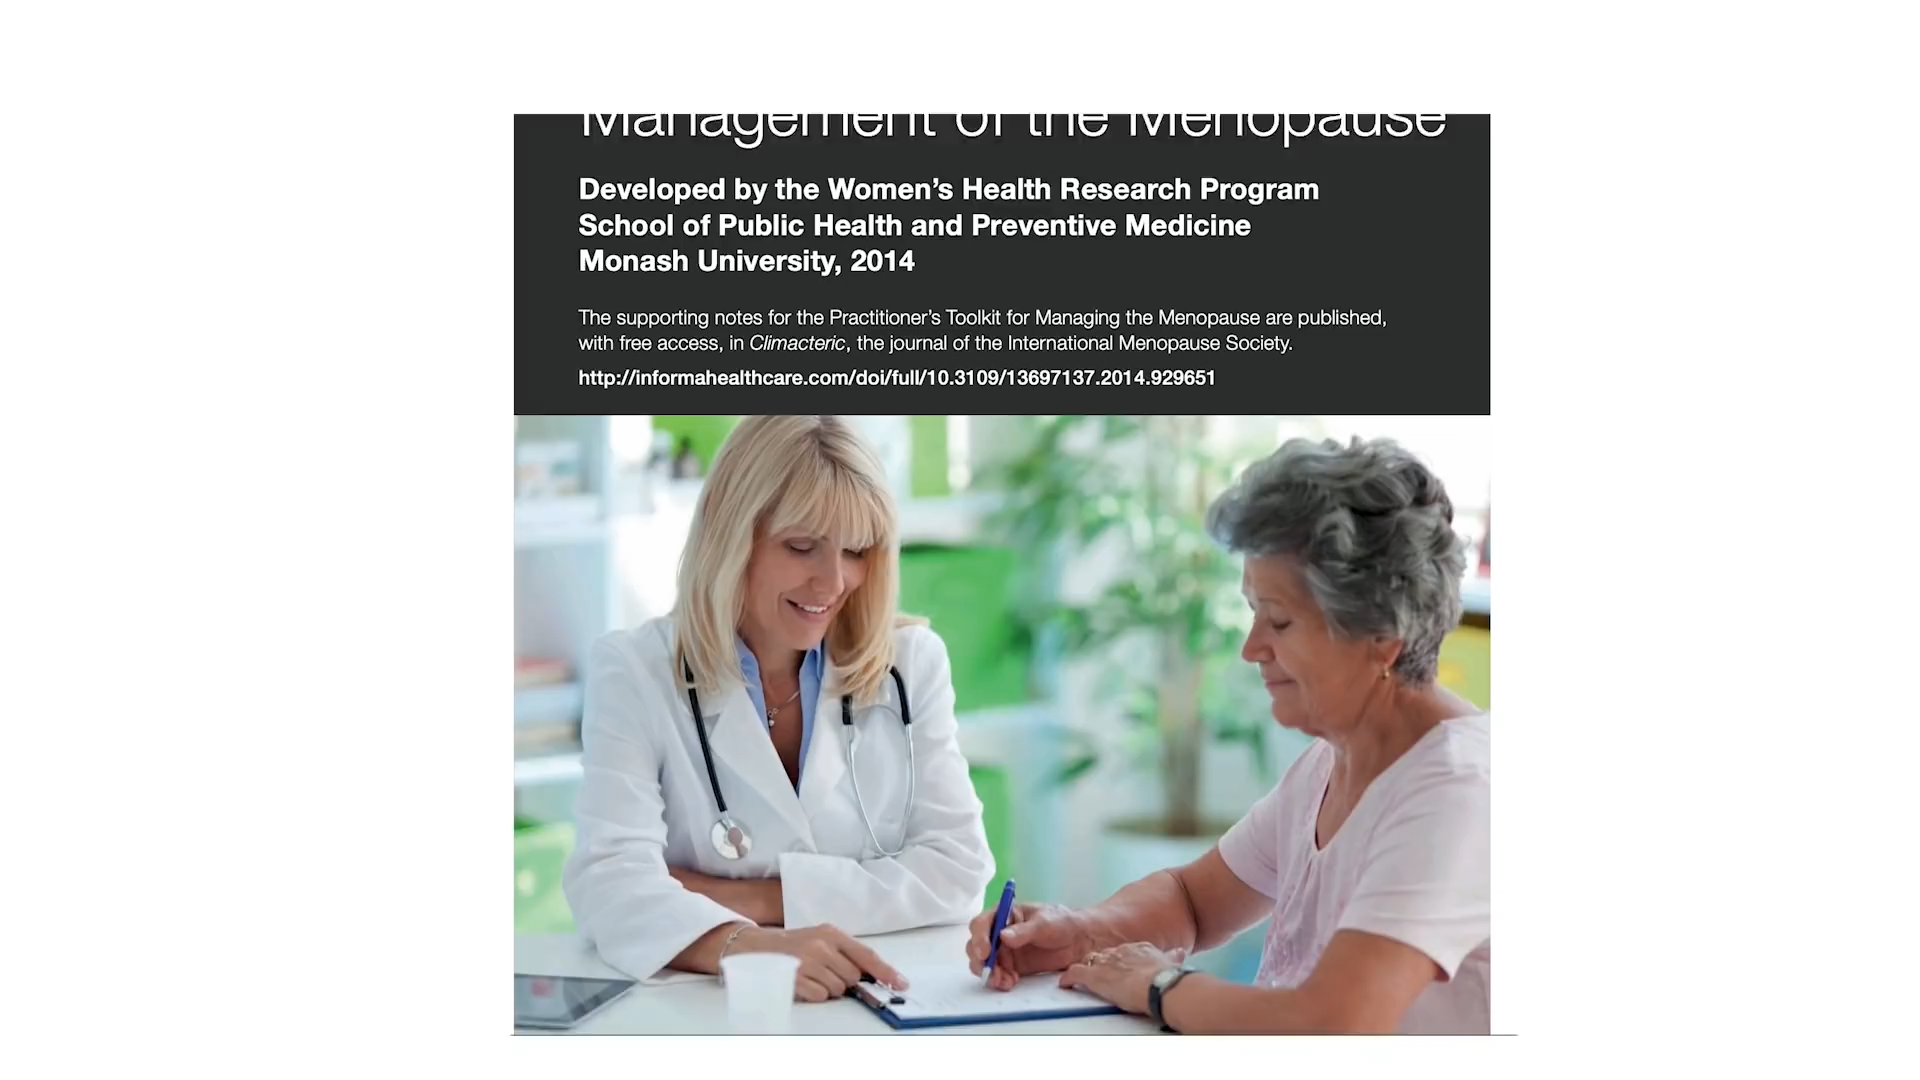 Management of the Menopause
Developed by the Women’s Health Research Program
School of Public Health and Preventive Medicine
Monash University, 2014
The supporting notes for the Practitioner’s Toolkit for Managing the Menopause are published,
with free access, in Climacteric, the journal of the International Menopause Society.
http://informahealthcare.com/doi/full/10.3109/13697137.2014.929651